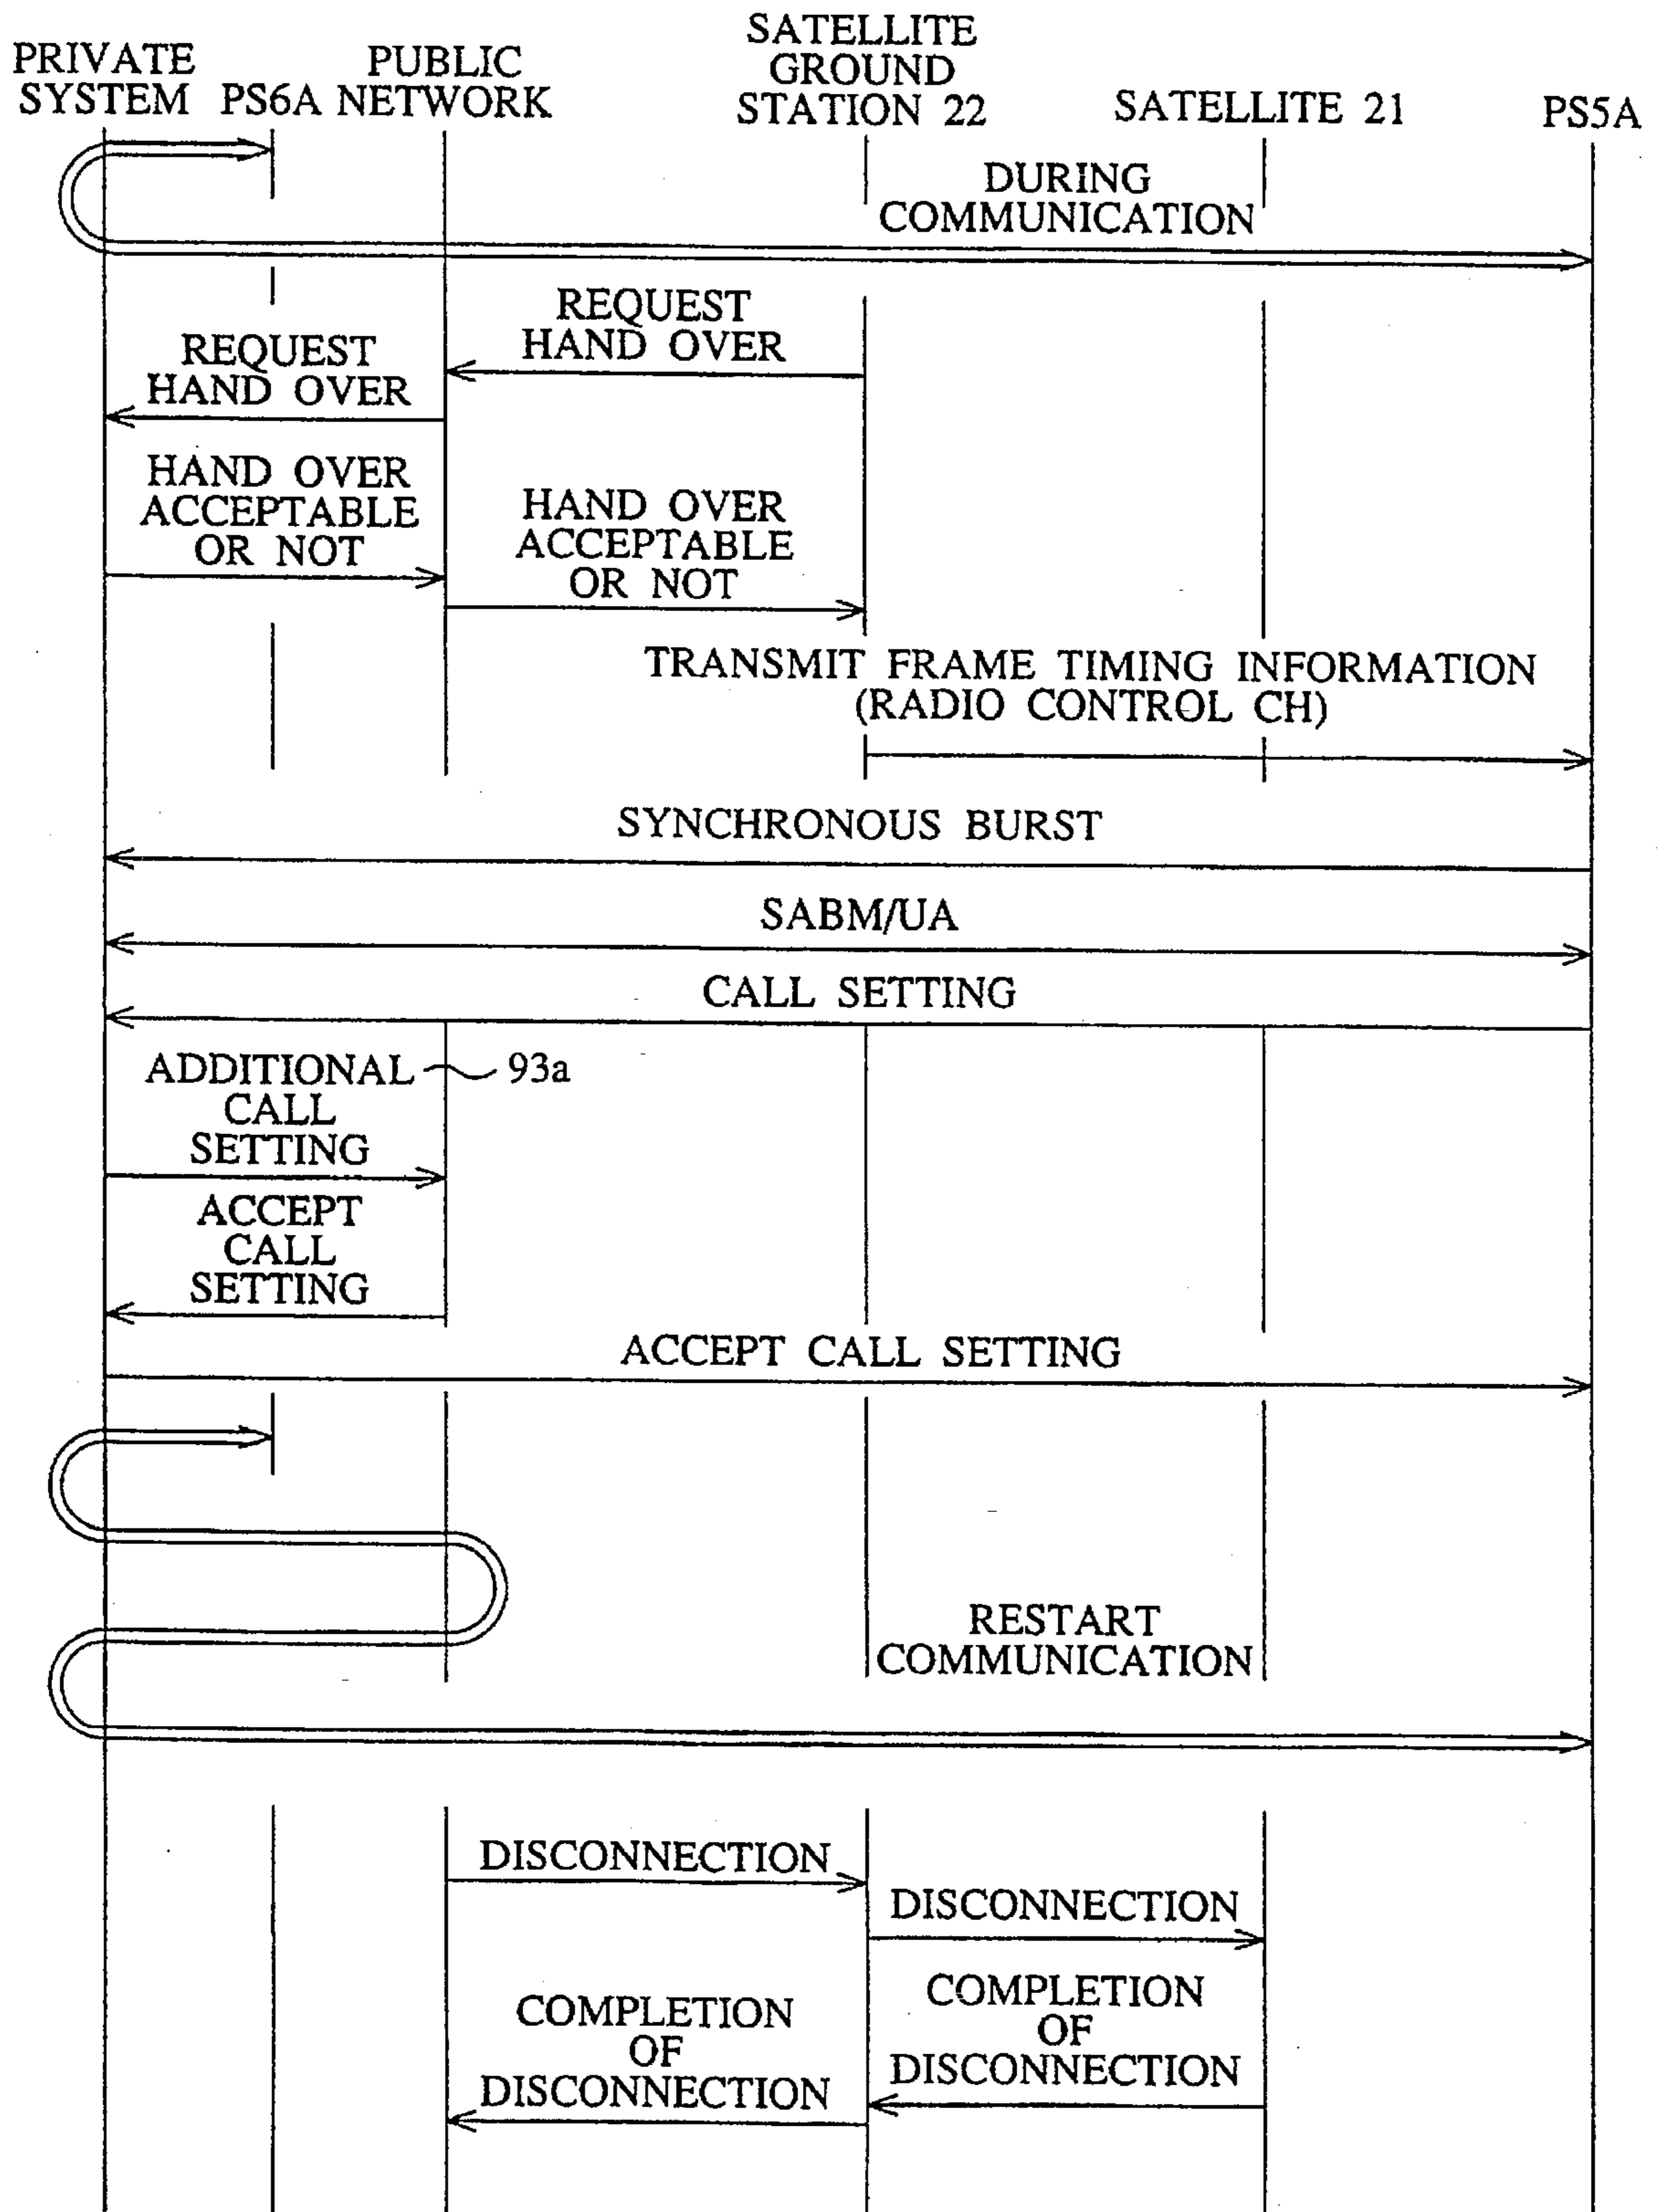 PRIVATE
SYSTEM
PS6A
PUBLIC
NETWORK
SATELLITE
GROUND
STATION 22
SATELLITE 21
PS5A
DURING
COMMUNICATION
REQUEST
HAND OVER
REQUEST
HAND OVER
HAND OVER
ACCEPTABLE
OR NOT
HAND OVER
ACCEPTABLE
OR NOT
TRANSMIT FRAME TIMING INFORMATION
(RADIO CONTROL CH)
SYNCHRONOUS BURST
SABM/UA
CALL SETTING
ADDITIONAL
CALL
SETTING
93a
ACCEPT
CALL
SETTING
ACCEPT CALL SETTING
RESTART
COMMUNICATION
DISCONNECTION
DISCONNECTION
COMPLETION
OF
DISCONNECTION
COMPLETION
OF
DISCONNECTION